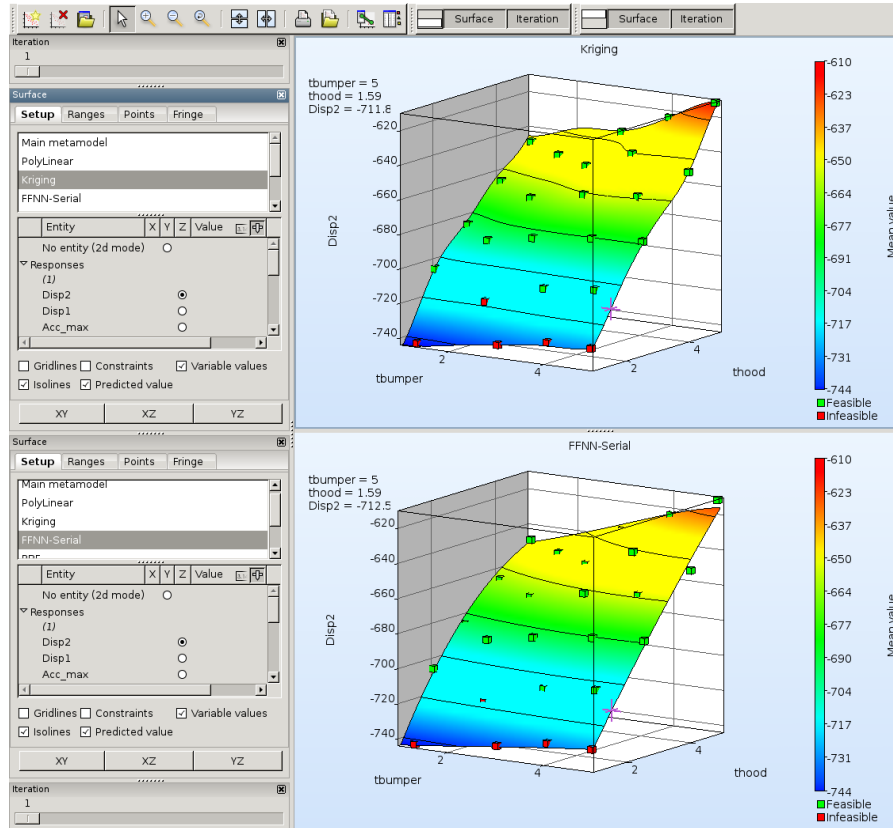 Surface Iteration Surface Iteration
Iteration
1
Surface
Setup Ranges Points Fringe
Main metamodel
PolyLinear
Kriging
FFNN-Serial
Entity X Y Z Value
No entity (2d mode)
Responses
(1)
Disp2
Disp1
Acc_max
Gridlines Constraints Variable values
Isolines Predicted value
XY XZ YZ
Surface
Setup Ranges Points Fringe
Main metamodel
PolyLinear
Kriging
FFNN-Serial
Entity X Y Z Value
No entity (2d mode)
Responses
(1)
Disp2
Disp1
Acc_max
Gridlines Constraints Variable values
Isolines Predicted value
XY XZ YZ
Iteration
1
Kriging
tbumper = 5
thood = 1.59
Disp2 = -711.8
-620
-640
-660
-680
-700
-720
-740
Disp2
2
4
tbumper
2
4
thood
-610
-623
-637
-650
-664
-677
-690
-704
-717
-731
-744
Mean value
Feasible
Infeasible
FFNN-Serial
tbumper = 5
thood = 1.59
Disp2 = -712.5
-620
-640
-660
-680
-700
-720
-740
Disp2
2
4
tbumper
2
4
thood
-610
-623
-637
-650
-664
-677
-690
-704
-717
-731
-744
Mean value
Feasible
Infeasible